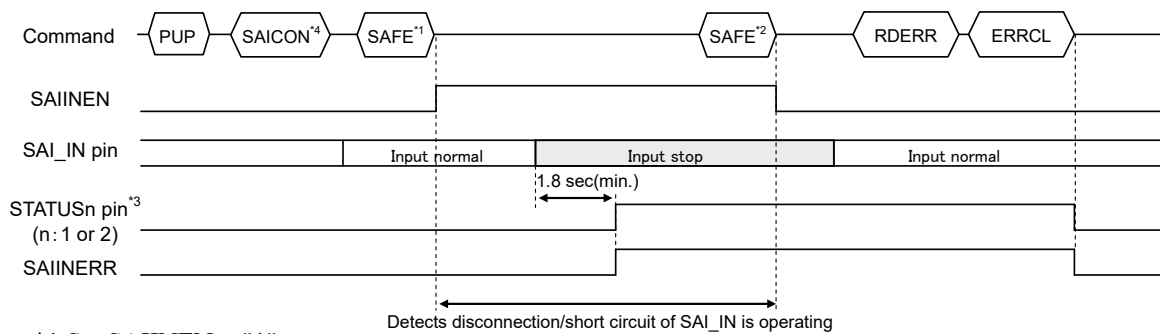 Command PUP SAICON*4 SAFE*1 SAFE*2 RDERR ERRCL
SAIINEN
SAI_IN pin Input normal Input stop Input normal
1.8 sec(min.)
STATUSn pin*3
(n:1 or 2)
SAIINERR
Detects disconnection/short circuit of SAI_IN is operating